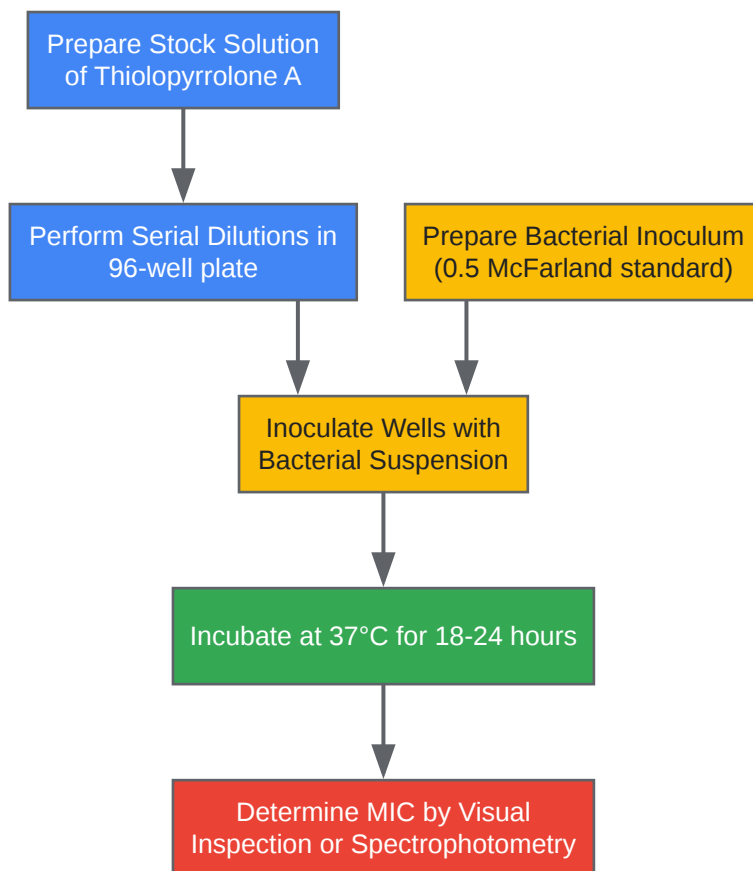 Prepare Stock Solution
of Thiolopyrrolone A
Perform Serial Dilutions in
96-well plate
Prepare Bacterial Inoculum
(0.5 McFarland standard)
Inoculate Wells with
Bacterial Suspension
Incubate at 37°C for 18-24 hours
Determine MIC by Visual
Inspection or Spectrophotometry